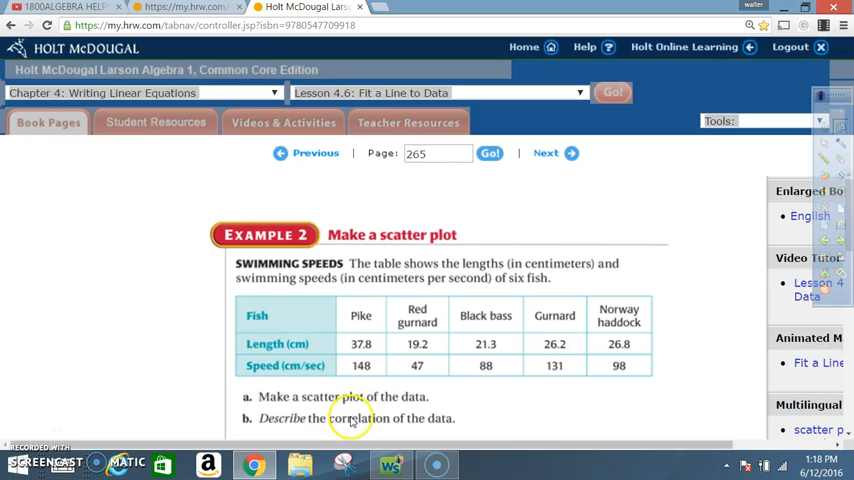 1800ALGEBRA HELP
https://my.hrw.com/tabna
Holt McDougal Lars
walter
https://my.hrw.com/tabnav/controller.jsp?isbn=9780547709918
HOLT MCDOUGAL
Home
Help
Holt Online Learning
Logout
Holt McDougal Larson Algebra 1, Common Core Edition
Chapter 4: Writing Linear Equations
Lesson 4.6: Fit a Line to Data
Go!
Book Pages
Student Resources
Videos & Activities
Teacher Resources
Tools:
Previous | Page: 265 Go! | Next
EXAMPLE 2 Make a scatter plot
SWIMMING SPEEDS The table shows the lengths (in centimeters) and
swimming speeds (in centimeters per second) of six fish.
Fish Pike Red gurnard Black bass Gurnard Norway haddock
Length (cm) 37.8 19.2 21.3 26.2 26.8
Speed (cm/sec) 148 47 88 131 98
a. Make a scatter plot of the data.
b. Describe the correlation of the data.
Enlarged Bo
English
Video Tutor
Lesson 4
Data
Animated M
Fit a Line
Multilingual
scatter p
RECORDED WITH
SCREENCAST MATIC
1:18 PM
6/12/2016